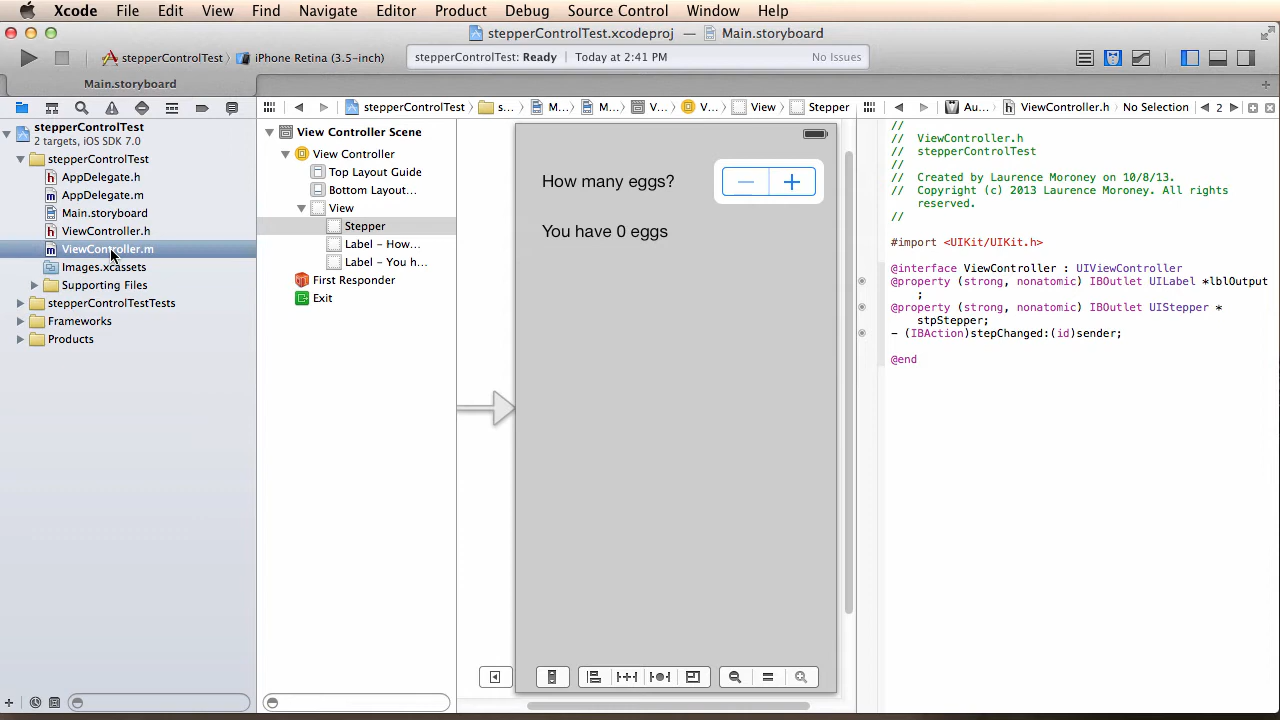 Xcode File Edit View Find Navigate Editor Product Debug Source Control Window Help
stepperControlTest.xcodeproj — Main.storyboard
stepperControlTest iPhone Retina (3.5-inch)
stepperControlTest: Ready Today at 2:41 PM No Issues
Main.storyboard
stepperControlTest s... M... M... V... V... View Stepper
Au... ViewController.h No Selection 2
stepperControlTest
2 targets, iOS SDK 7.0
stepperControlTest
AppDelegate.h
AppDelegate.m
Main.storyboard
ViewController.h
ViewController.m
Images.xcassets
Supporting Files
stepperControlTestTests
Frameworks
Products
View Controller Scene
View Controller
Top Layout Guide
Bottom Layout...
View
Stepper
Label – How...
Label – You h...
First Responder
Exit
How many eggs?
You have 0 eggs
//
// ViewController.h
// stepperControlTest
//
// Created by Laurence Moroney on 10/8/13.
// Copyright (c) 2013 Laurence Moroney. All rights
reserved.
//
#import <UIKit/UIKit.h>
@interface ViewController : UIViewController
@property (strong, nonatomic) IBOutlet UILabel *lblOutput
;
@property (strong, nonatomic) IBOutlet UIStepper *
stpStepper;
- (IBAction)stepChanged:(id)sender;
@end